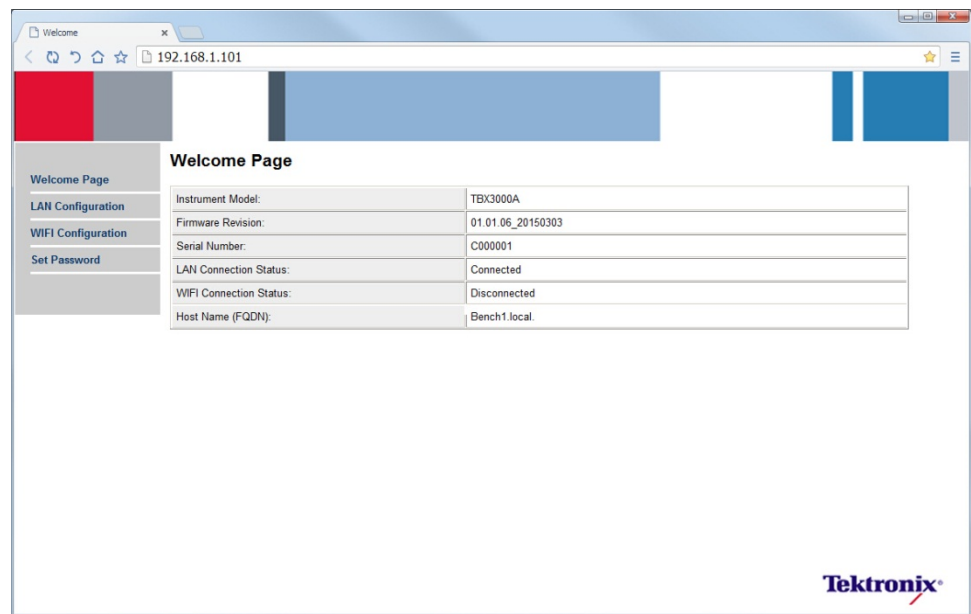 Welcome
192.168.1.101
Welcome Page
LAN Configuration
WIFI Configuration
Set Password
Welcome Page
Instrument Model: TBX3000A
Firmware Revision: 01.01.06_20150303
Serial Number: C000001
LAN Connection Status: Connected
WIFI Connection Status: Disconnected
Host Name (FQDN): Bench1.local.
Tektronix®